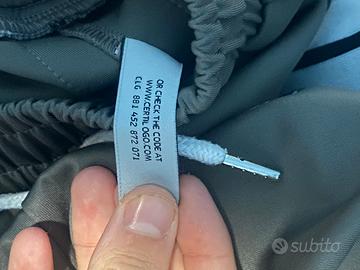 OR CHECK THE CODE AT
WWW.CERTILOGO.COM
CLG 881 452 872 071
subito